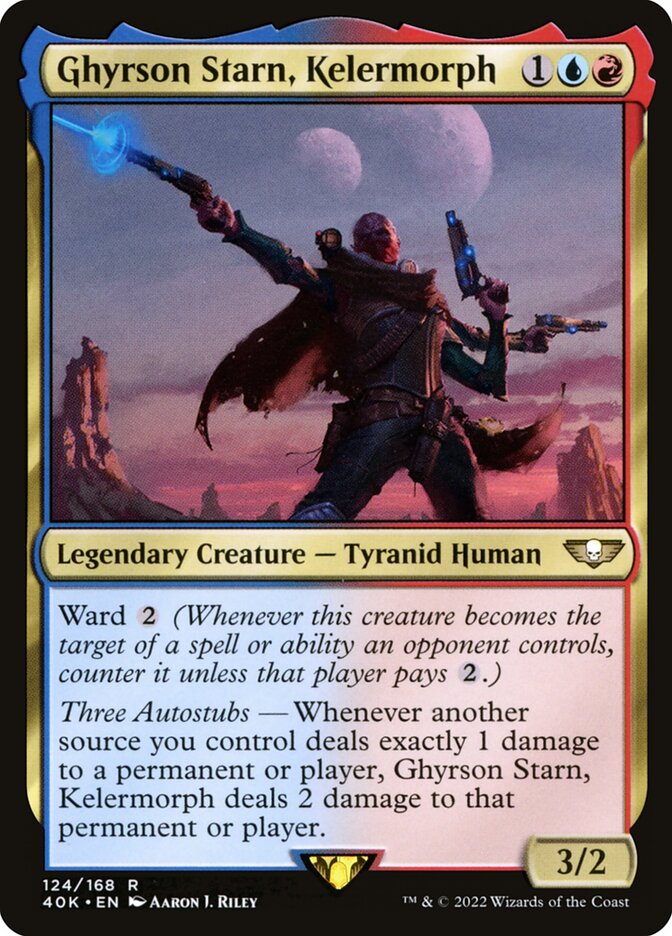 Ghyrson Starn, Kelermorph 1
Legendary Creature — Tyranid Human
Ward 2 (Whenever this creature becomes the
target of a spell or ability an opponent controls,
counter it unless that player pays 2.)
Three Autostubs — Whenever another
source you control deals exactly 1 damage
to a permanent or player, Ghyrson Starn,
Kelermorph deals 2 damage to that
permanent or player.
3/2
124/168 R
40K • EN Aaron J. Riley
™ & © 2022 Wizards of the Coast